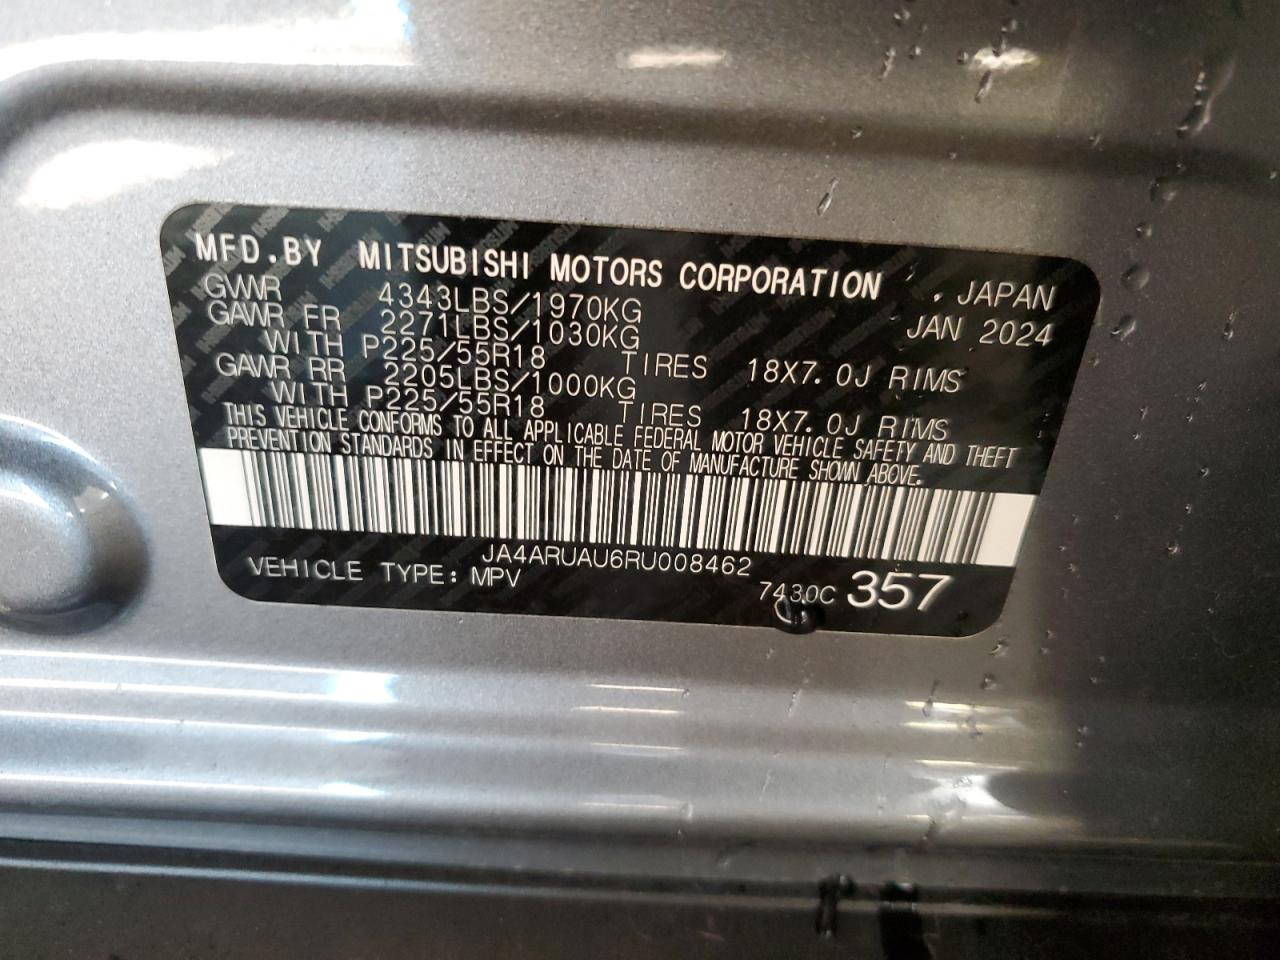 MFD.BY MITSUBISHI MOTORS CORPORATION , JAPAN
GVWR 4343LBS/1970KG JAN 2024
GAWR FR 2271LBS/1030KG
WITH P225/55R18 TIRES 18X7.0J RIMS
GAWR RR 2205LBS/1000KG
WITH P225/55R18 TIRES 18X7.0J RIMS
THIS VEHICLE CONFORMS TO ALL APPLICABLE FEDERAL MOTOR VEHICLE SAFETY AND THEFT
PREVENTION STANDARDS IN EFFECT ON THE DATE OF MANUFACTURE SHOWN ABOVE.
JA4ARUAU6RU008462
VEHICLE TYPE: MPV 7430C 357